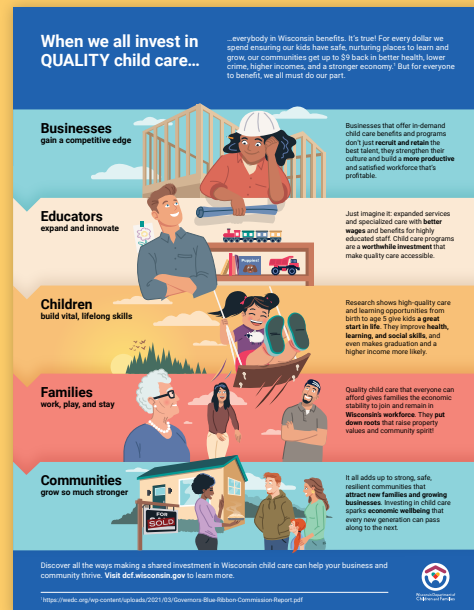 When we all invest in
QUALITY child care...
...everybody in Wisconsin benefits. It's true! For every dollar we
spend ensuring our kids have safe, nurturing places to learn and
grow, our communities get up to $9 back in better health, lower
crime, higher incomes, and a stronger economy.¹ But for everyone
to benefit, we all must do our part.
Businesses
gain a competitive edge
Businesses that offer in-demand
child care benefits and programs
don't just recruit and retain the
best talent, they strengthen their
culture and build a more productive
and satisfied workforce that's
profitable.
Educators
expand and innovate
Just imagine it: expanded services
and specialized care with better
wages and benefits for highly
educated staff. Child care programs
are a worthwhile investment that
make quality care accessible.
Puppies!
Children
build vital, lifelong skills
Research shows high-quality care
and learning opportunities from
birth to age 5 give kids a great
start in life. They improve health,
learning, and social skills, and
even makes graduation and a
higher income more likely.
Families
work, play, and stay
Quality child care that everyone can
afford gives families the economic
stability to join and remain in
Wisconsin's workforce. They put
down roots that raise property
values and community spirit!
Communities
grow so much stronger
It all adds up to strong, safe,
resilient communities that
attract new families and growing
businesses. Investing in child care
sparks economic wellbeing that
every new generation can pass
along to the next.
FOR
SOLD
Discover all the ways making a shared investment in Wisconsin child care can help your business and
community thrive. Visit dcf.wisconsin.gov to learn more.
¹https://wedc.org/wp-content/uploads/2021/03/Governors-Blue-Ribbon-Commission-Report.pdf
Wisconsin Department of
Children and Families